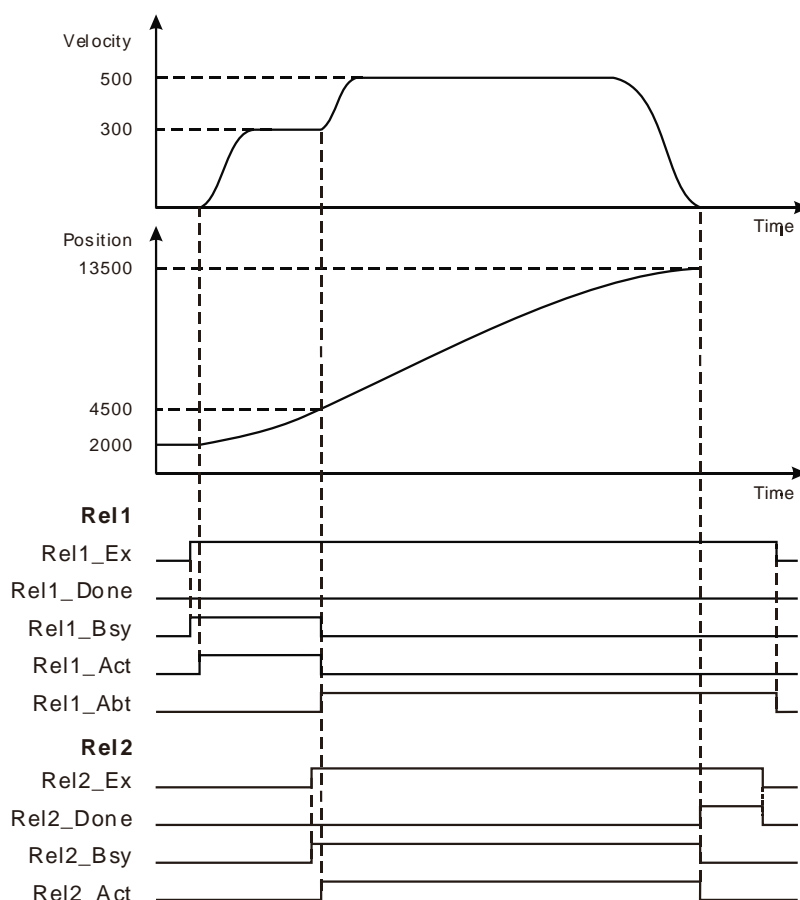 Velocity
500
300
Time
Position
13500
4500
2000
Time
Rel1
Rel1_Ex
Rel1_Done
Rel1_Bsy
Rel1_Act
Rel1_Abt
Rel2
Rel2_Ex
Rel2_Done
Rel2_Bsy
Rel2_Act